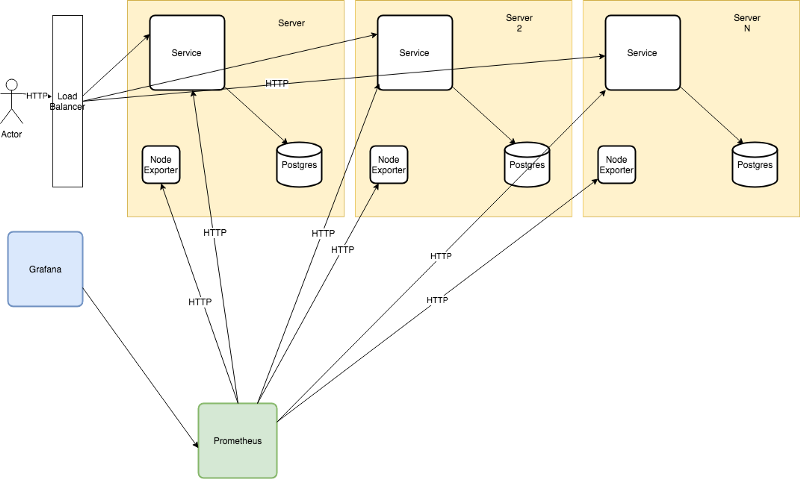 Service
Server
Service
Server
2
Service
Server
N
HTTP
HTTP
Load
Balancer
Actor
Node
Exporter
Postgres
Node
Exporter
Postgres
Node
Exporter
Postgres
HTTP
HTTP
HTTP
HTTP
Grafana
HTTP
HTTP
Prometheus